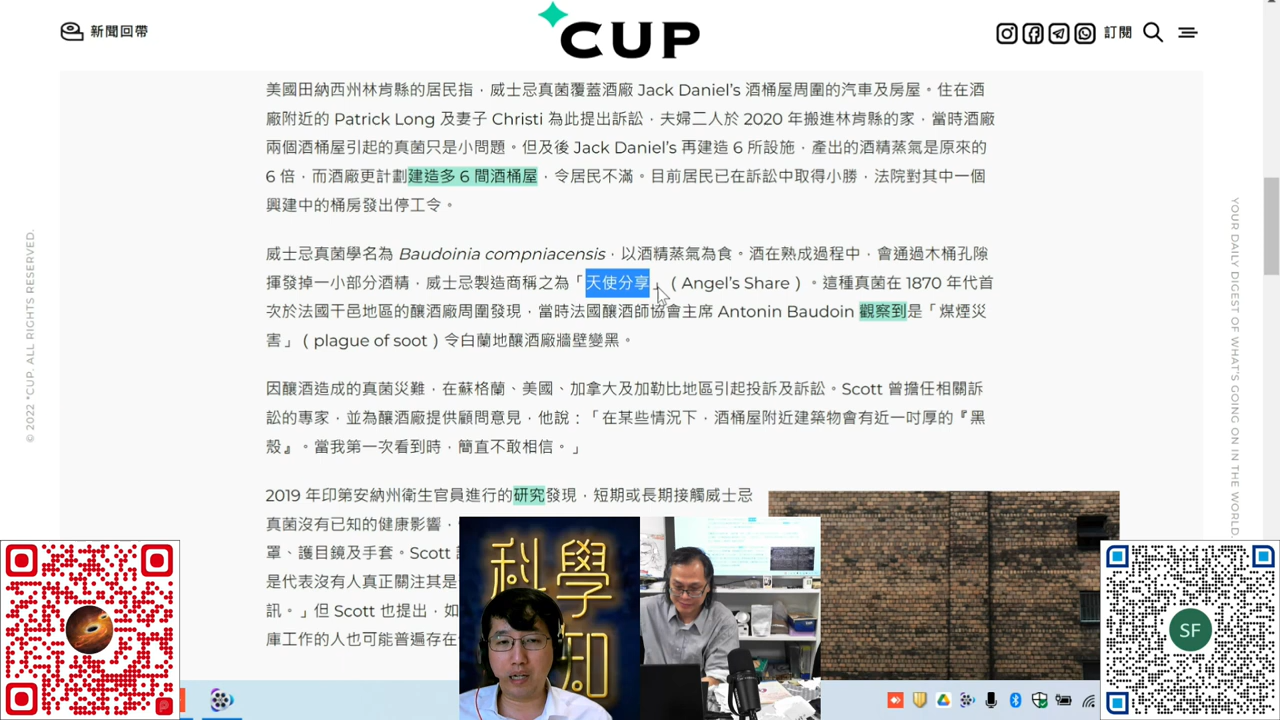 新聞回帶
CUP
訂閱
美國田納西州林肯縣的居民指，威士忌真菌覆蓋酒廠 Jack Daniel’s 酒桶屋周圍的汽車及房屋。住在酒
廠附近的 Patrick Long 及妻子 Christi 為此提出訴訟，夫婦二人於 2020 年搬進林肯縣的家，當時酒廠
兩個酒桶屋引起的真菌只是小問題。但及後 Jack Daniel’s 再建造 6 所設施，產出的酒精蒸氣是原來的
6 倍，而酒廠更計劃建造多 6 間酒桶屋，令居民不滿。目前居民已在訴訟中取得小勝，法院對其中一個
興建中的桶房發出停工令。
威士忌真菌學名為 Baudoinia compniacensis，以酒精蒸氣為食。酒在熟成過程中，會通過木桶孔隙
揮發掉一小部分酒精，威士忌製造商稱之為「天使分享」（Angel’s Share）。這種真菌在 1870 年代首
次於法國干邑地區的釀酒廠周圍發現，當時法國釀酒師協會主席 Antonin Baudoin 觀察到是「煤煙災
害」（plague of soot）令白蘭地釀酒廠牆壁變黑。
因釀酒造成的真菌災難，在蘇格蘭、美國、加拿大及加勒比地區引起投訴及訴訟。Scott 曾擔任相關訴
訟的專家，並為釀酒廠提供顧問意見，他說：「在某些情況下，酒桶屋附近建築物會有近一吋厚的『黑
殼』。當我第一次看到時，簡直不敢相信。」
2019 年印第安納州衛生官員進行的研究發現，短期或長期接觸威士忌
真菌沒有已知的健康影響，
罩、護目鏡及手套。Scott
是代表沒有人真正關注其是
訊。」但 Scott 也提出，如
庫工作的人也可能普遍存在
© 2022 *CUP. ALL RIGHTS RESERVED.
YOUR DAILY DIGEST OF WHAT’S GOING ON IN THE WORLD.
科學
知
SF